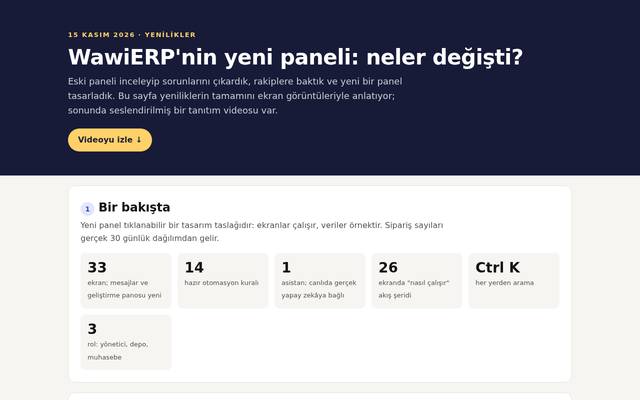 15 KASIM 2026 · YENİLİKLER
WawiERP'nin yeni paneli: neler değişti?
Eski paneli inceleyip sorunlarını çıkardık, rakiplere baktık ve yeni bir panel
tasarladık. Bu sayfa yeniliklerin tamamını ekran görüntüleriyle anlatıyor;
sonunda seslendirilmiş bir tanıtım videosu var.
Videoyu izle ↓
1 Bir bakışta
Yeni panel tıklanabilir bir tasarım taslağıdır: ekranlar çalışır, veriler örnektir. Sipariş sayıları
gerçek 30 günlük dağılımdan gelir.
33
ekran; mesajlar ve
geliştirme panosu yeni
14
hazır otomasyon kuralı
1
asistan; canlıda gerçek
yapay zekâya bağlı
26
ekranda "nasıl çalışır"
akış şeridi
Ctrl K
her yerden arama
3
rol: yönetici, depo,
muhasebe